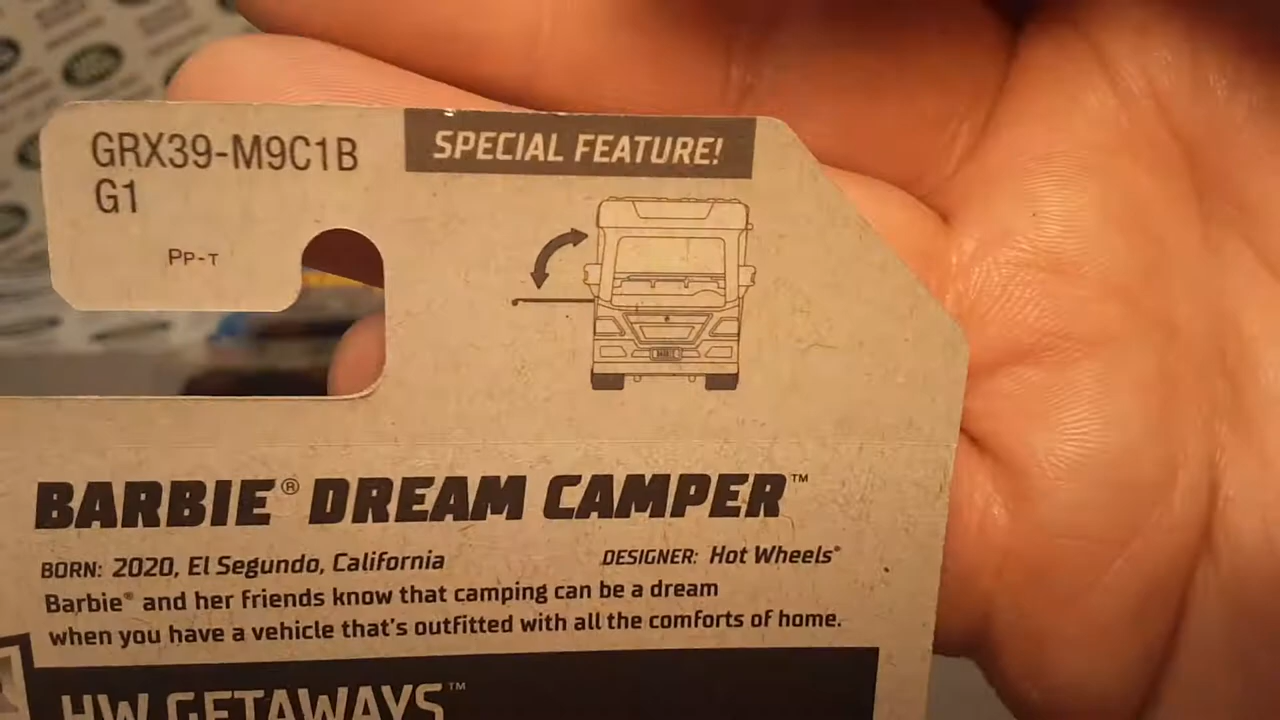 GRX39-M9C1B
G1
PP-T
SPECIAL FEATURE!
BARBIE® DREAM CAMPER™
BORN: 2020, El Segundo, California
DESIGNER: Hot Wheels®
Barbie® and her friends know that camping can be a dream
when you have a vehicle that's outfitted with all the comforts of home.
HW GETAWAYS™